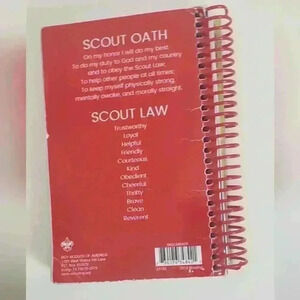 SCOUT OATH
On my honor I will do my best
To do my duty to God and my country
and to obey the Scout Law;
To help other people at all times;
To keep myself physically strong,
mentally awake, and morally straight.
SCOUT LAW
Trustworthy
Loyal
Helpful
Friendly
Courteous
Kind
Obedient
Cheerful
Thrifty
Brave
Clean
Reverent
BOY SCOUTS OF AMERICA